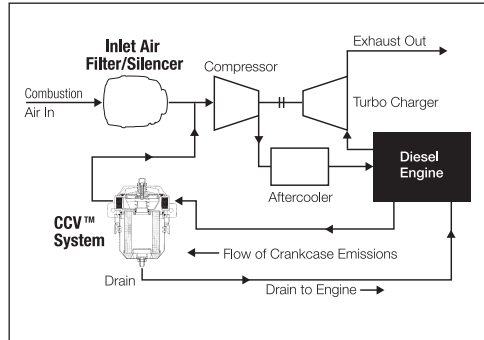 Inlet Air
Filter/Silencer
Combustion
Air In
Compressor
Exhaust Out
Turbo Charger
Aftercooler
Diesel
Engine
CCV™
System
Flow of Crankcase Emissions
Drain
Drain to Engine